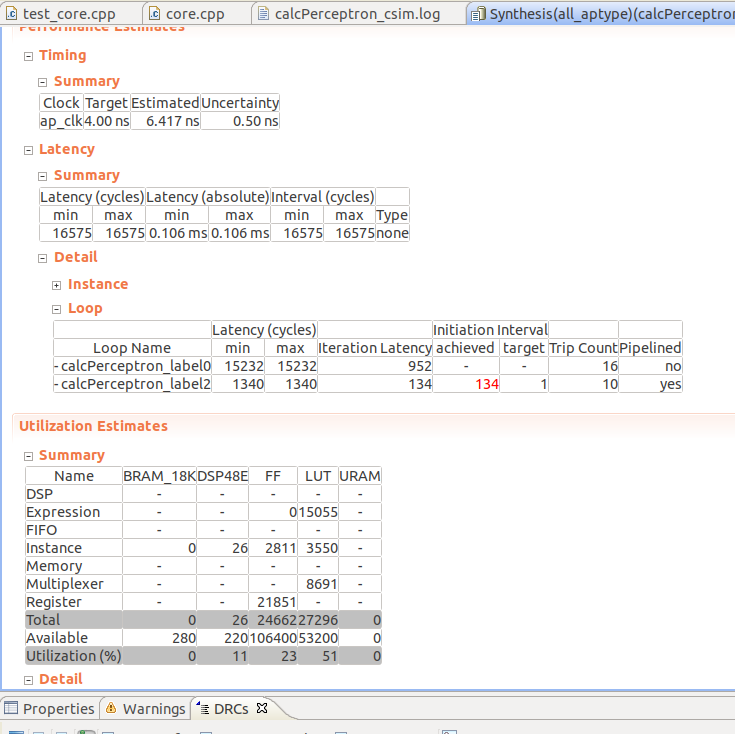 test_core.cpp core.cpp calcPerceptron_csim.log Synthesis(all_aptype)(calcPerceptron
Performance Estimates
Timing
Summary
Clock Target Estimated Uncertainty
ap_clk 4.00 ns 6.417 ns 0.50 ns
Latency
Summary
Latency (cycles) Latency (absolute) Interval (cycles)
min max min max min max Type
16575 16575 0.106 ms 0.106 ms 16575 16575 none
Detail
Instance
Loop
Latency (cycles) Initiation Interval
Loop Name min max Iteration Latency achieved target Trip Count Pipelined
- calcPerceptron_label0 15232 15232 952 - - 16 no
- calcPerceptron_label2 1340 1340 134 134 1 10 yes
Utilization Estimates
Summary
Name BRAM_18K DSP48E FF LUT URAM
DSP - - - - -
Expression - - 0 15055 -
FIFO - - - - -
Instance 0 26 2811 3550 -
Memory - - - - -
Multiplexer - - - 8691 -
Register - - 21851 - -
Total 0 26 24662 27296 0
Available 280 220 106400 53200 0
Utilization (%) 0 11 23 51 0
Detail
Properties Warnings DRCs